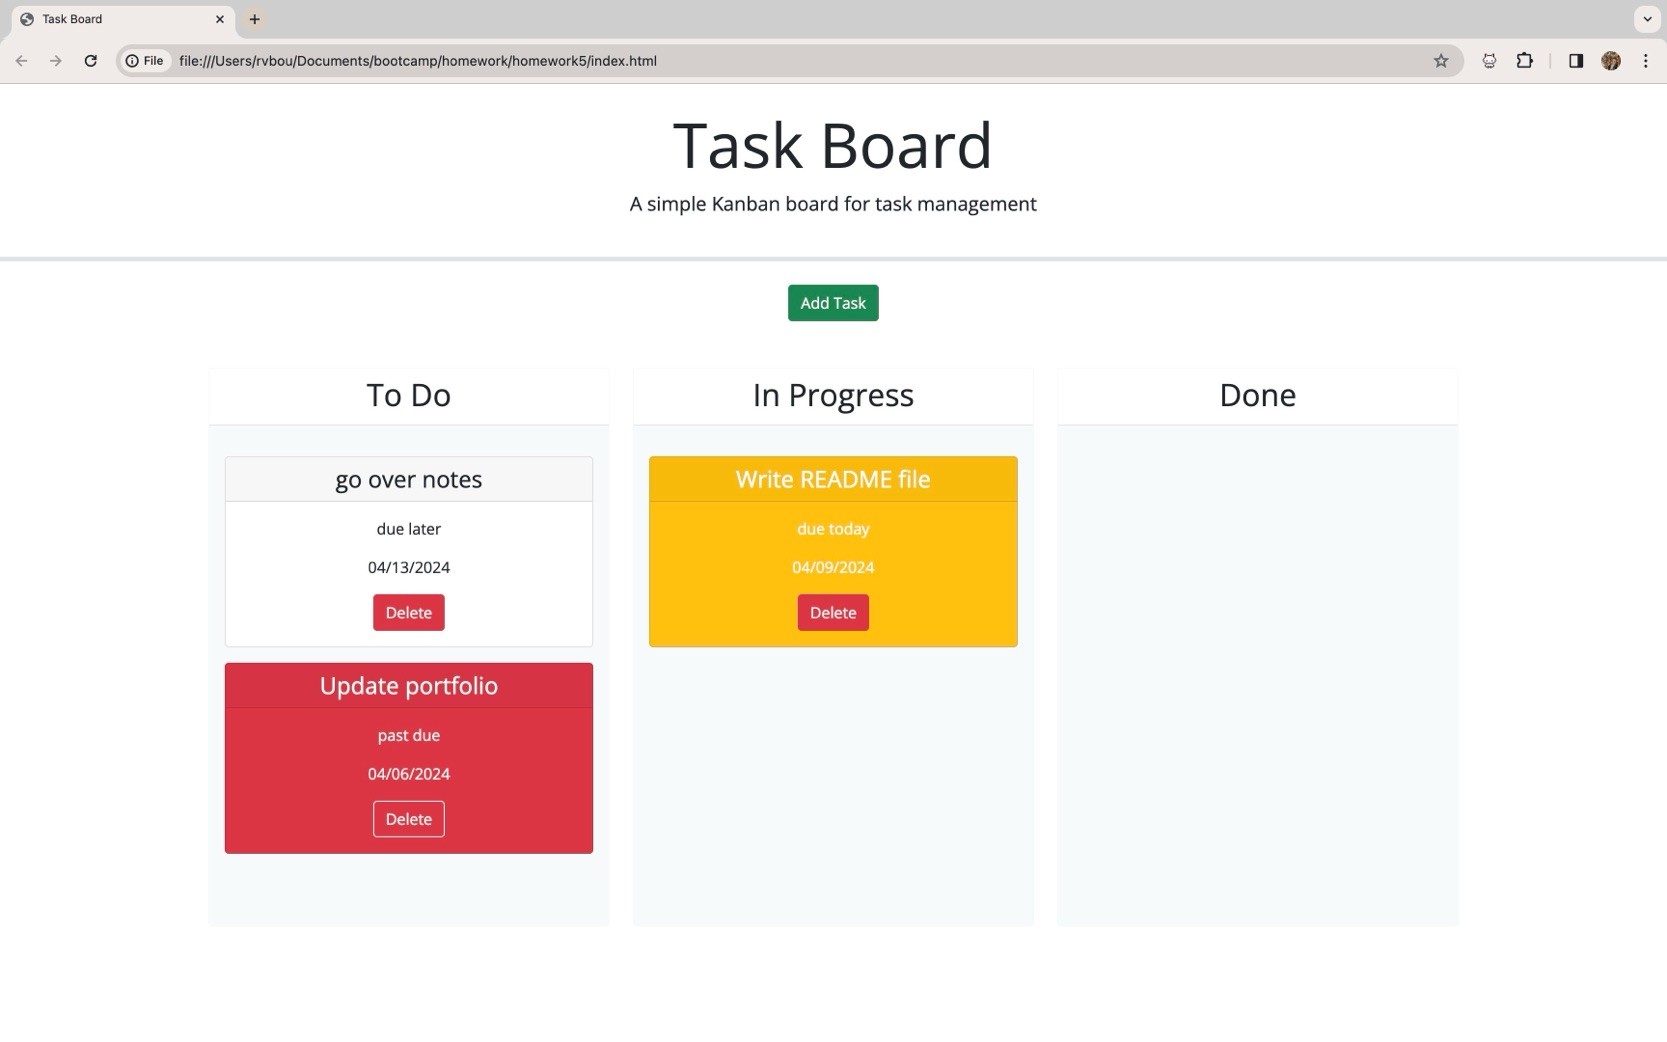 Task Board
File
file:///Users/rvbou/Documents/bootcamp/homework/homework5/index.html
Task Board
A simple Kanban board for task management
Add Task
To Do
go over notes
due later
04/13/2024
Delete
Update portfolio
past due
04/06/2024
Delete
In Progress
Write README file
due today
04/09/2024
Delete
Done